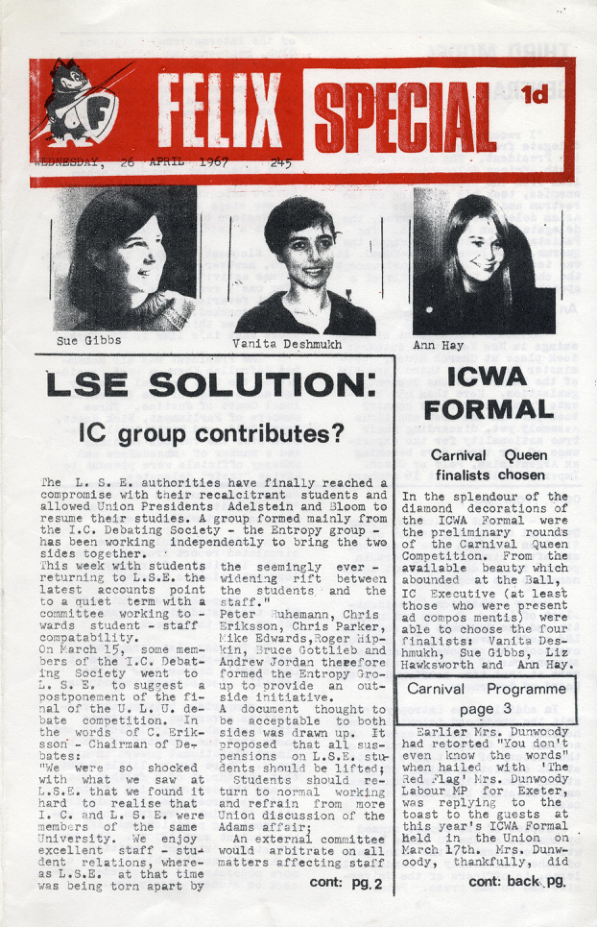 FELIX SPECIAL 1d
F
WEDNESDAY, 26 APRIL 1967 245
Sue Gibbs
Vanita Deshmukh
Ann Hay
LSE SOLUTION:
IC group contributes?
The L. S. E. authorities have finally reached a
compromise with their recalcitrant students and
allowed Union Presidents Adelstein and Bloom to
resume their studies. A group formed mainly from
the I.C. Debating Society - the Entropy group -
has been working independently to bring the two
sides together.
This week with students
returning to L.S.E. the
latest accounts point
to a quiet term with a
committee working to -
wards student - staff
compatability.
On March 15, some mem-
bers of the I.C. Debat-
ing Society went to
L. S. E. to suggest a
postponement of the fi-
nal of the U. L. U. de-
bate competition. In
the words of C. Erik-
sson - Chairman of De-
bates:
"We were so shocked
with what we saw at
L.S.E. that we found it
hard to realise that
I. C. and L. S. E. were
members of the same
University. We enjoy
excellent staff - stu-
dent relations, where-
as L.S.E. at that time
was being torn apart by
the seemingly ever -
widening rift between
the students and the
staff."
Peter Ruhemann, Chris
Eriksson, Chris Parker,
Mike Edwards, Roger Hip-
kin, Bruce Gottlieb and
Andrew Jordan therefore
formed the Entropy Gro-
up to provide an out-
side initiative.
A document thought to
be acceptable to both
sides was drawn up. It
proposed that all sus-
pensions on L.S.E. stu-
dents should be lifted;
Students should re-
turn to normal working
and refrain from more
Union discussion of the
Adams affair;
An external committee
would arbitrate on all
matters affecting staff
cont: pg. 2
ICWA
FORMAL
Carnival Queen
finalists chosen
In the splendour of the
diamond decorations of
the ICWA Formal were
the preliminary rounds
of the Carnival Queen
Competition. From the
available beauty which
abounded at the Ball,
IC Executive (at least
those who were present
ad compos mentis) were
able to choose the four
finalists: Vanita Des-
hmukh, Sue Gibbs, Liz
Hawksworth and Ann Hay.
Carnival Programme
page 3
Earlier Mrs. Dunwoody
had retorted "You don't
even know the words"
when hailed with 'The
Red Flag' Mrs. Dunwoody
Labour MP for Exeter,
was replying to the
toast to the guests at
this year's ICWA Formal
held in the Union on
March 17th. Mrs. Dunw-
oody, thankfully, did
cont: back pg.